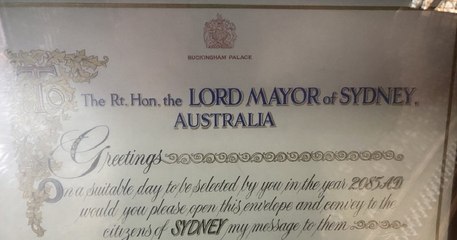 BUCKINGHAM PALACE
To
The Rt. Hon. the LORD MAYOR of SYDNEY,
AUSTRALIA
Greetings
On a suitable day to be selected by you in the year 2085 A.D
would you please open this envelope and convey to the
citizens of SYDNEY my message to them